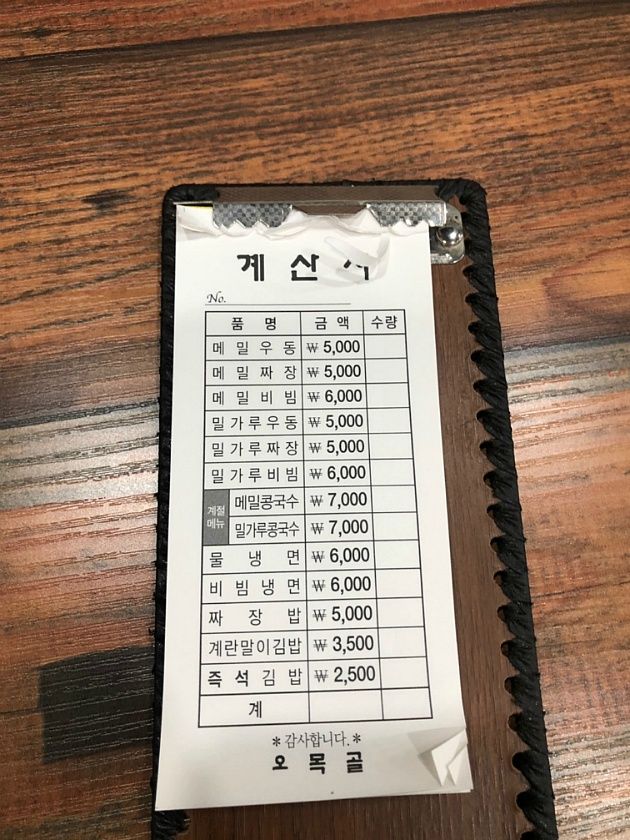 계 산 서
No.
품 명 금 액 수량
메 밀 우 동 ₩ 5,000
메 밀 짜 장 ₩ 5,000
메 밀 비 빔 ₩ 6,000
밀 가 루 우 동 ₩ 5,000
밀 가 루 짜 장 ₩ 5,000
밀 가 루 비 빔 ₩ 6,000
계절
메뉴
메밀콩국수 ₩ 7,000
밀가루콩국수 ₩ 7,000
물 냉 면 ₩ 6,000
비 빔 냉 면 ₩ 6,000
짜 장 밥 ₩ 5,000
계란말이김밥 ₩ 3,500
즉 석 김 밥 ₩ 2,500
계
*감사합니다.*
오 목 골